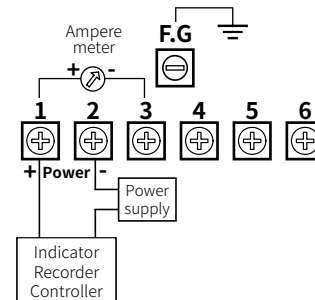 Ampere
meter
F.G
+ -
1 2 3 4 5 6
+ Power -
Power
supply
Indicator
Recorder
Controller